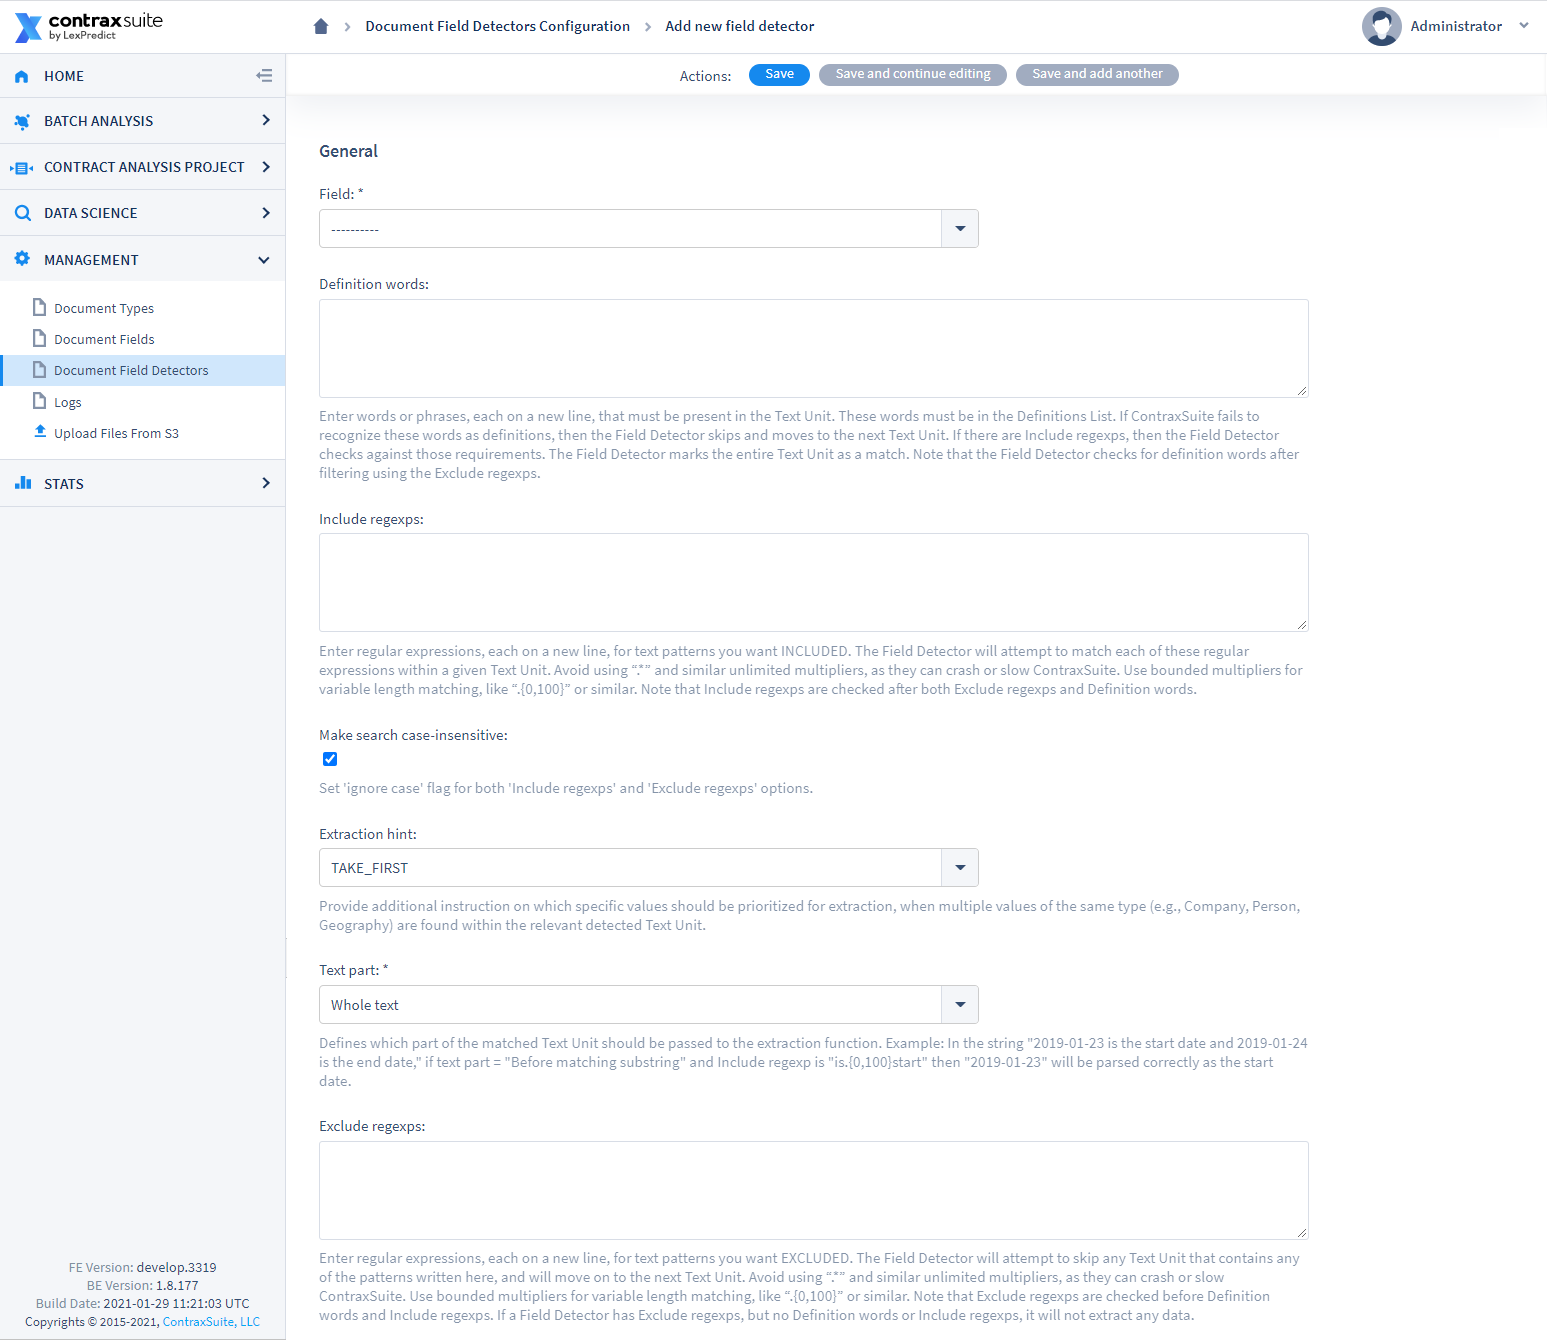 contraxsuite
by LexPredict
Document Field Detectors Configuration
Add new field detector
Administrator
HOME
BATCH ANALYSIS
CONTRACT ANALYSIS PROJECT
DATA SCIENCE
MANAGEMENT
Document Types
Document Fields
Document Field Detectors
Logs
Upload Files From S3
STATS
FE Version: develop.3319
BE Version: 1.8.177
Build Date: 2021-01-29 11:21:03 UTC
Copyrights © 2015-2021, ContraxSuite, LLC
Actions:
Save
Save and continue editing
Save and add another
General
Field: *
----------
Definition words:
Enter words or phrases, each on a new line, that must be present in the Text Unit. These words must be in the Definitions List. If ContraxSuite fails to
recognize these words as definitions, then the Field Detector skips and moves to the next Text Unit. If there are Include regexps, then the Field Detector
checks against those requirements. The Field Detector marks the entire Text Unit as a match. Note that the Field Detector checks for definition words after
filtering using the Exclude regexps.
Include regexps:
Enter regular expressions, each on a new line, for text patterns you want INCLUDED. The Field Detector will attempt to match each of these regular
expressions within a given Text Unit. Avoid using “.*” and similar unlimited multipliers, as they can crash or slow ContraxSuite. Use bounded multipliers for
variable length matching, like “.{0,100}” or similar. Note that Include regexps are checked after both Exclude regexps and Definition words.
Make search case-insensitive:
Set 'ignore case' flag for both 'Include regexps' and 'Exclude regexps' options.
Extraction hint:
TAKE_FIRST
Provide additional instruction on which specific values should be prioritized for extraction, when multiple values of the same type (e.g., Company, Person,
Geography) are found within the relevant detected Text Unit.
Text part: *
Whole text
Defines which part of the matched Text Unit should be passed to the extraction function. Example: In the string "2019-01-23 is the start date and 2019-01-24
is the end date," if text part = "Before matching substring" and Include regexp is "is.{0,100}start" then "2019-01-23" will be parsed correctly as the start
date.
Exclude regexps:
Enter regular expressions, each on a new line, for text patterns you want EXCLUDED. The Field Detector will attempt to skip any Text Unit that contains any
of the patterns written here, and will move on to the next Text Unit. Avoid using “.*” and similar unlimited multipliers, as they can crash or slow
ContraxSuite. Use bounded multipliers for variable length matching, like “.{0,100}” or similar. Note that Exclude regexps are checked before Definition
words and Include regexps. If a Field Detector has Exclude regexps, but no Definition words or Include regexps, it will not extract any data.